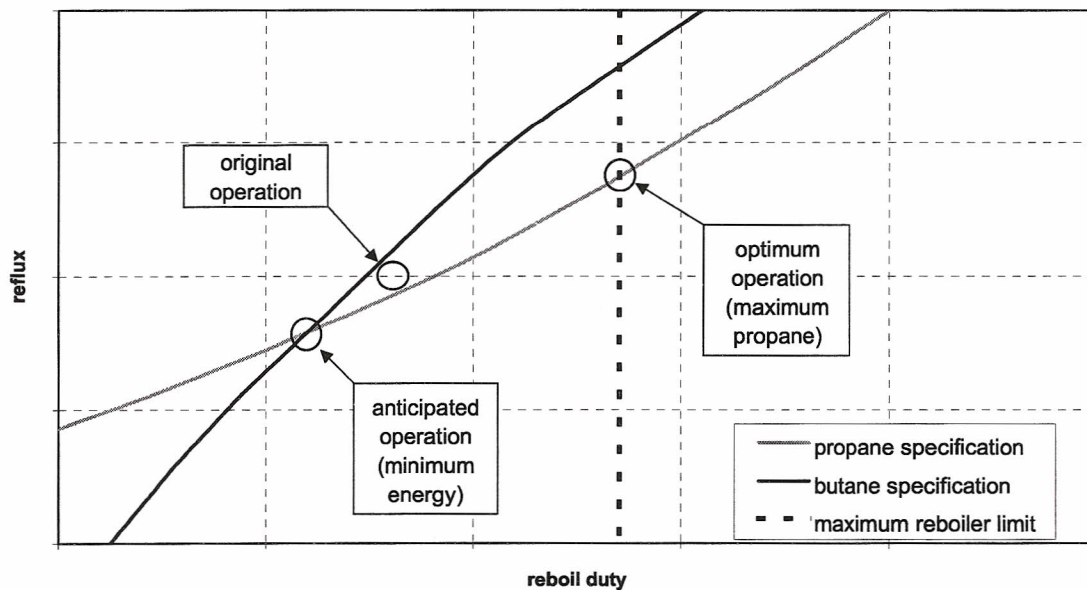 original
operation
reflux
optimum
operation
(maximum
propane)
anticipated
operation
(minimum
energy)
propane specification
butane specification
maximum reboiler limit
reboil duty